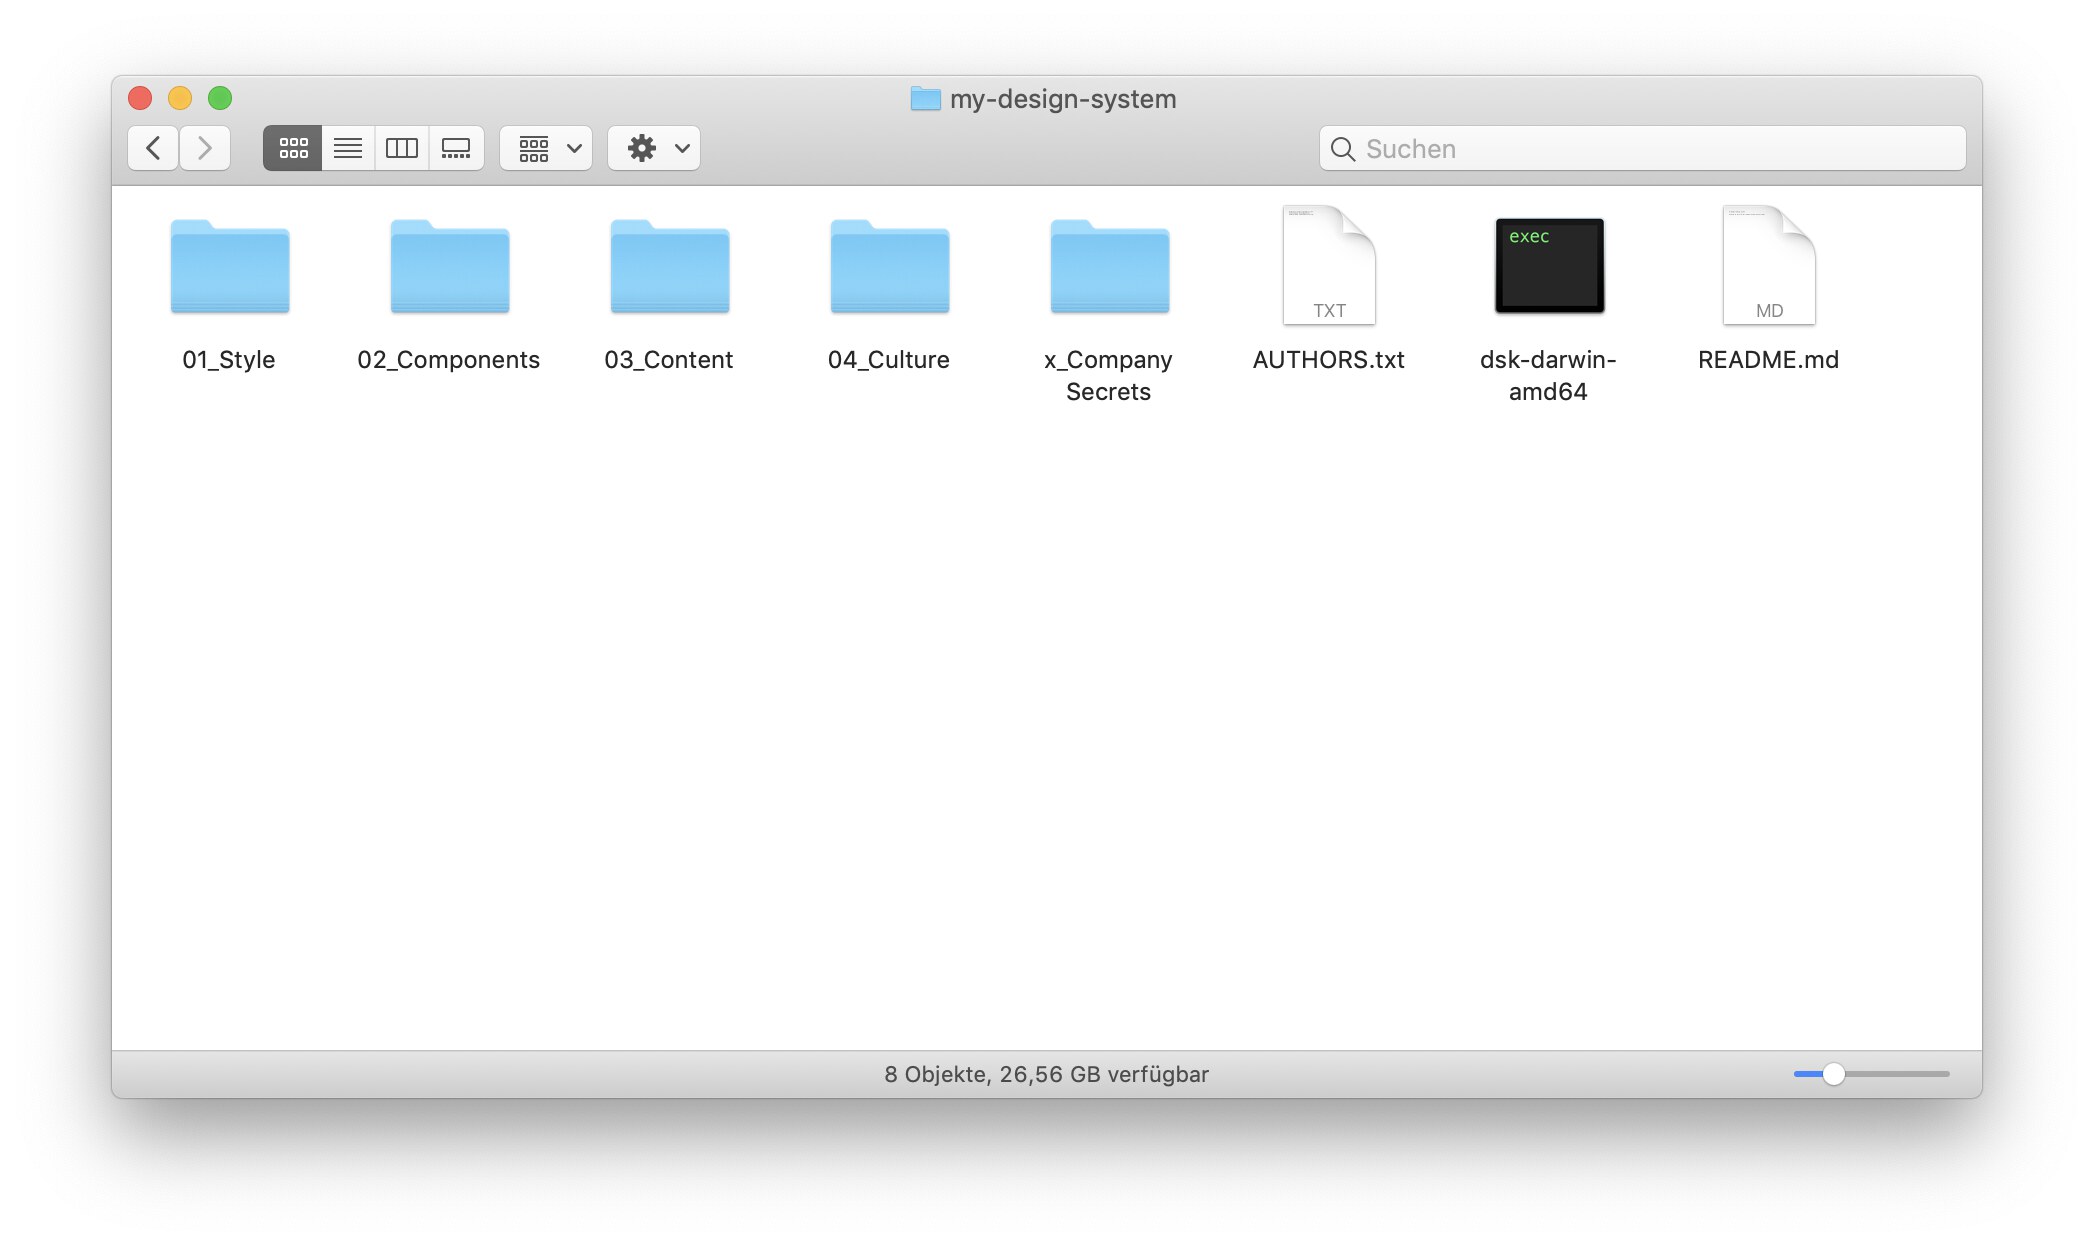 my-design-system
Suchen
exec
TXT
MD
01_Style
02_Components
03_Content
04_Culture
x_Company
Secrets
AUTHORS.txt
dsk-darwin-
amd64
README.md
8 Objekte, 26,56 GB verfügbar